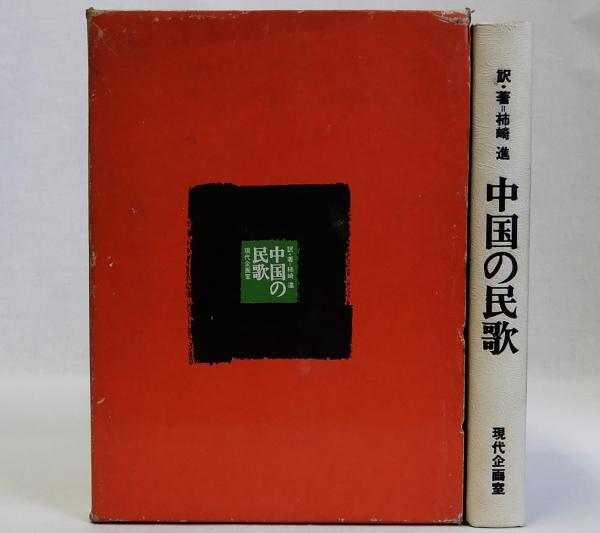 訳・著=柿崎 進
中国の
民歌
現代企画室
訳・著=柿崎 進
中国の民歌
現代企画室